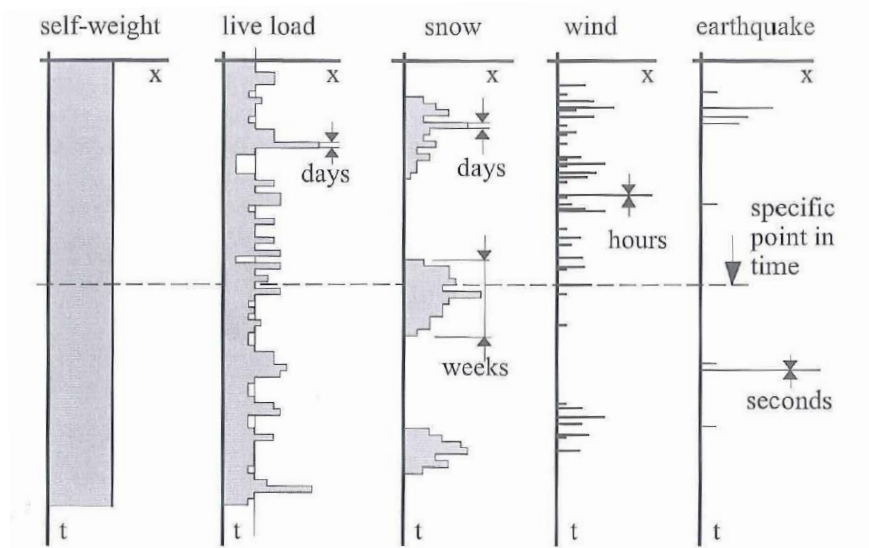 self-weight
live load
snow
wind
earthquake
x
x
x
x
x
days
days
hours
specific
point in
time
weeks
seconds
t
t
t
t
t